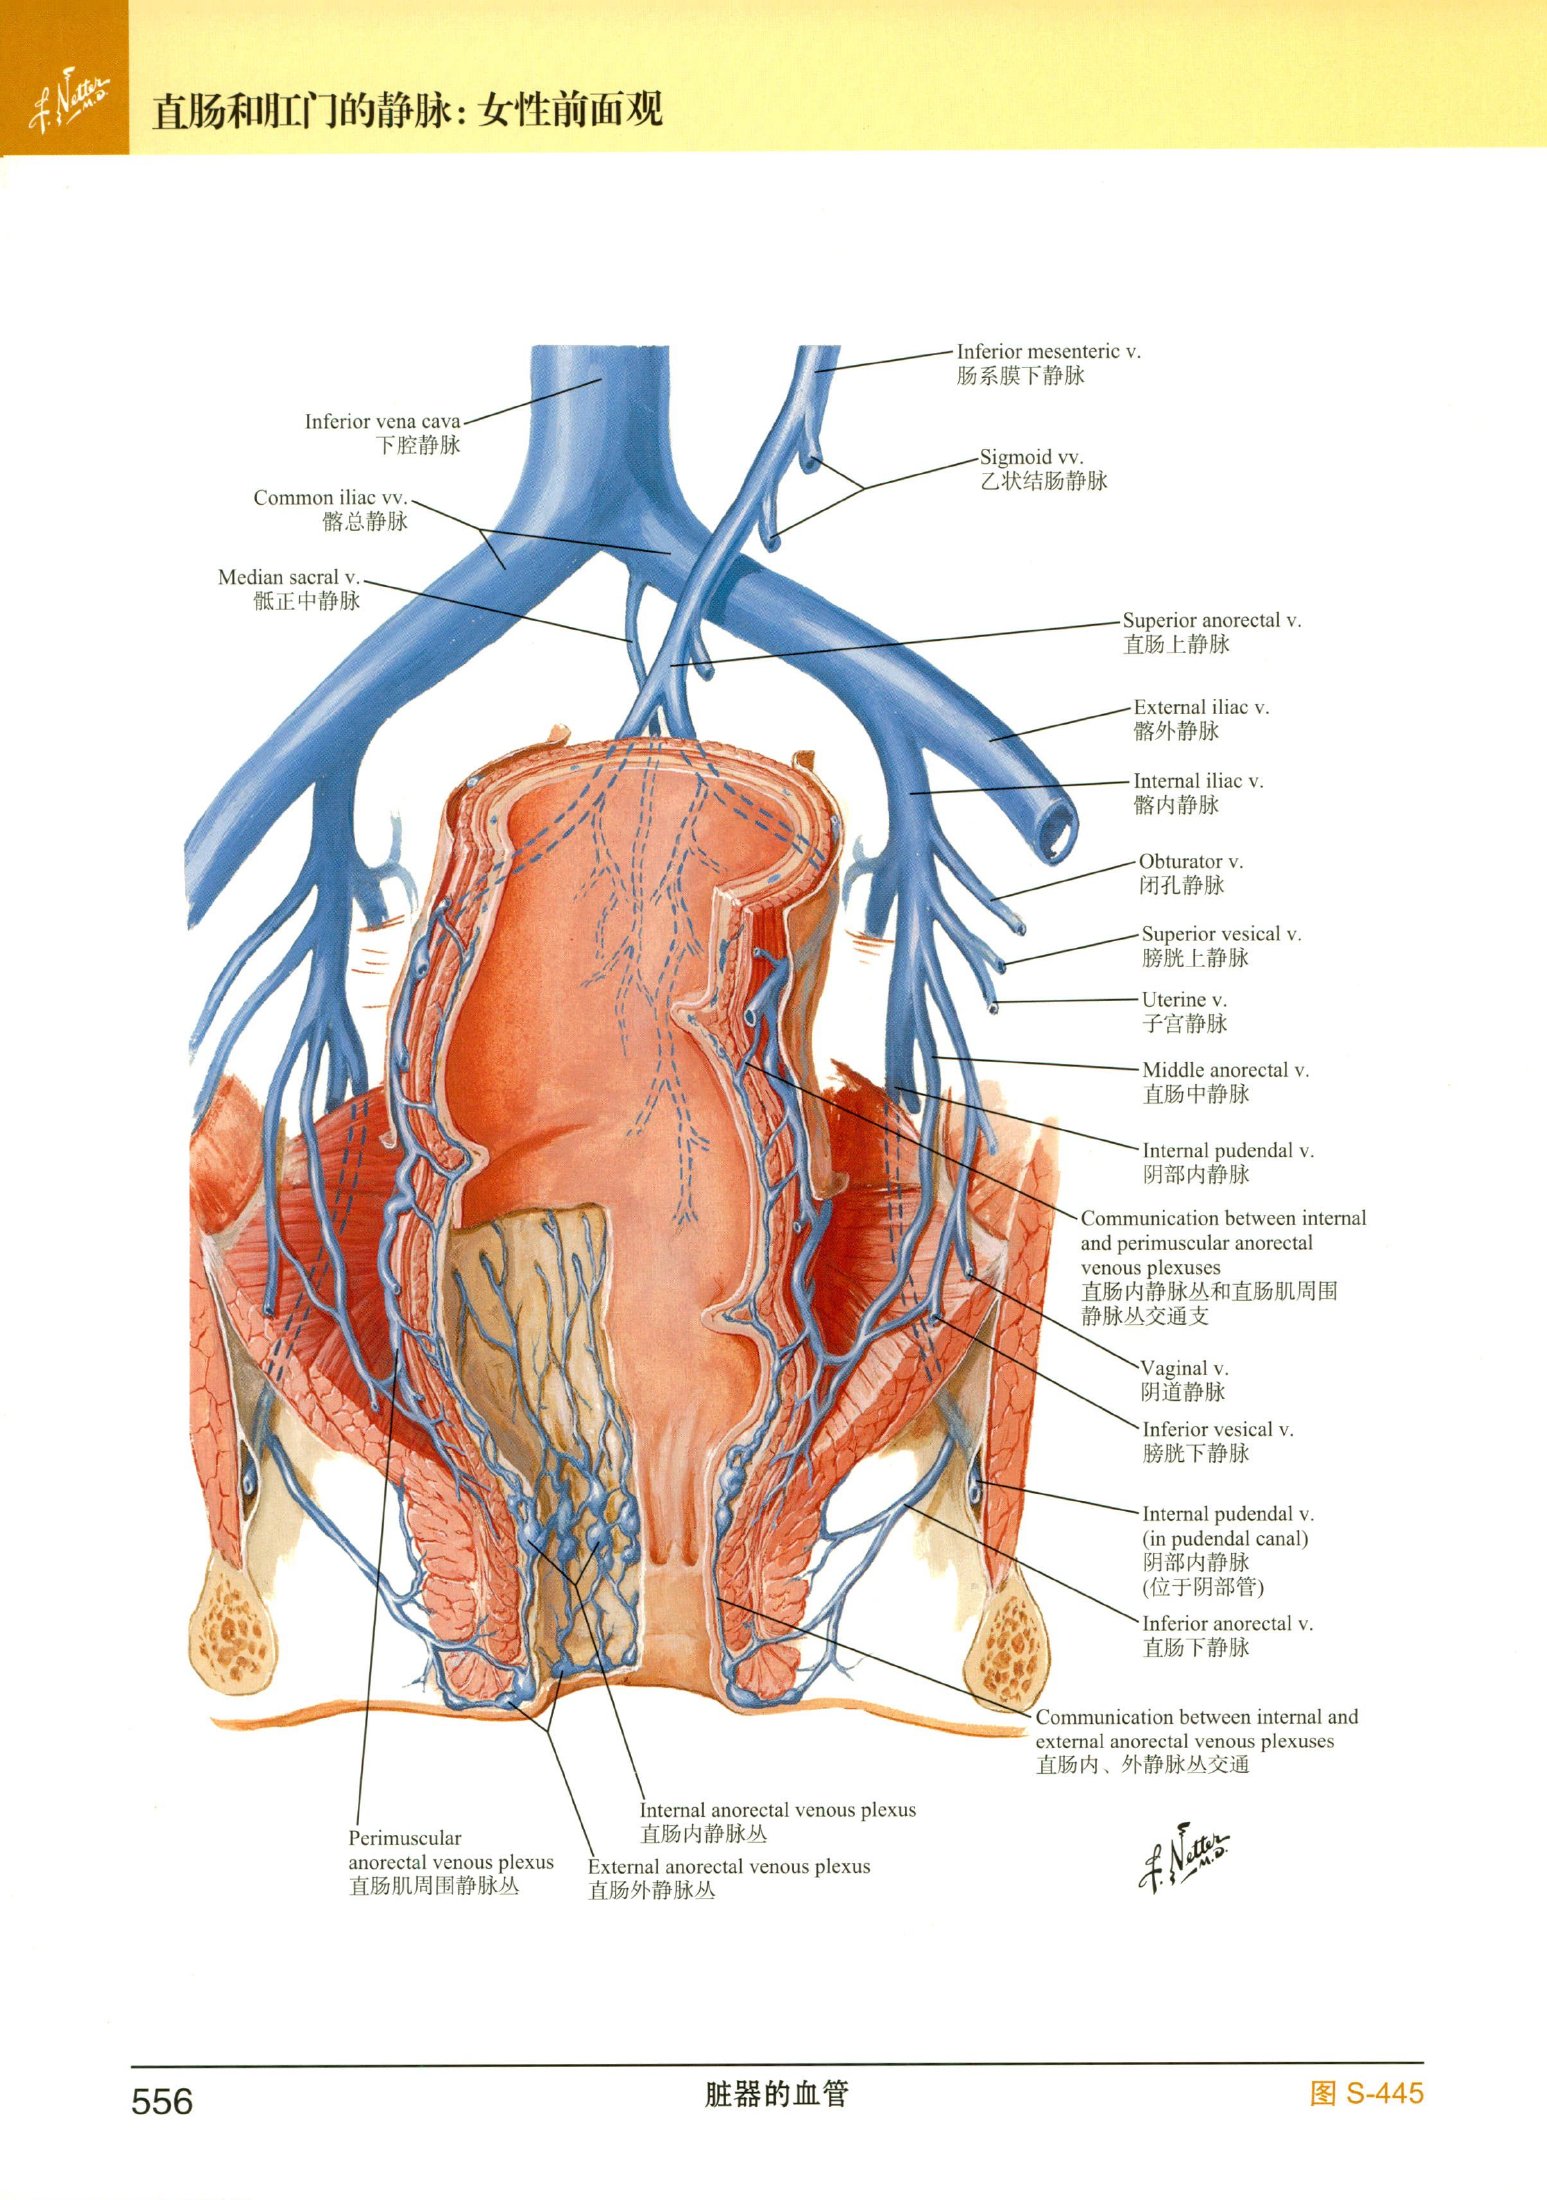 F. Netter M.D.
直肠和肛门的静脉：女性前面观
Inferior mesenteric v.
肠系膜下静脉
Inferior vena cava
下腔静脉
Sigmoid vv.
乙状结肠静脉
Common iliac vv.
髂总静脉
Median sacral v.
骶正中静脉
Superior anorectal v.
直肠上静脉
External iliac v.
髂外静脉
Internal iliac v.
髂内静脉
Obturator v.
闭孔静脉
Superior vesical v.
膀胱上静脉
Uterine v.
子宫静脉
Middle anorectal v.
直肠中静脉
Internal pudendal v.
阴部内静脉
Communication between internal
and perimuscular anorectal
venous plexuses
直肠内静脉丛和直肠肌周围
静脉丛交通支
Vaginal v.
阴道静脉
Inferior vesical v.
膀胱下静脉
Internal pudendal v.
(in pudendal canal)
阴部内静脉
(位于阴部管)
Inferior anorectal v.
直肠下静脉
Communication between internal and
external anorectal venous plexuses
直肠内、外静脉丛交通
Internal anorectal venous plexus
直肠内静脉丛
Perimuscular
anorectal venous plexus
直肠肌周围静脉丛
External anorectal venous plexus
直肠外静脉丛
F. Netter M.D.
556
脏器的血管
图 S-445